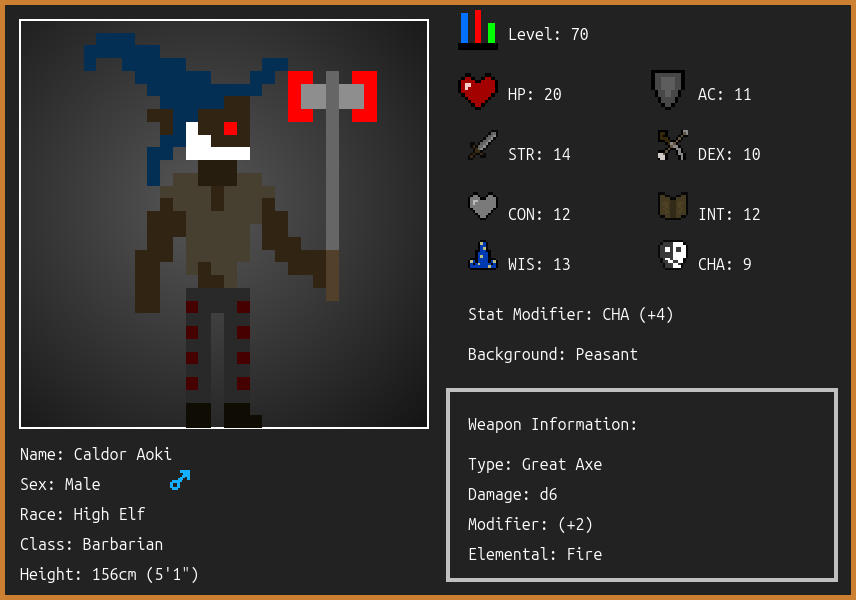 Level: 70
HP: 20
AC: 11
STR: 14
DEX: 10
CON: 12
INT: 12
WIS: 13
CHA: 9
Stat Modifier: CHA (+4)
Background: Peasant
Weapon Information:
Type: Great Axe
Damage: d6
Modifier: (+2)
Elemental: Fire
Name: Caldor Aoki
Sex: Male
Race: High Elf
Class: Barbarian
Height: 156cm (5'1")